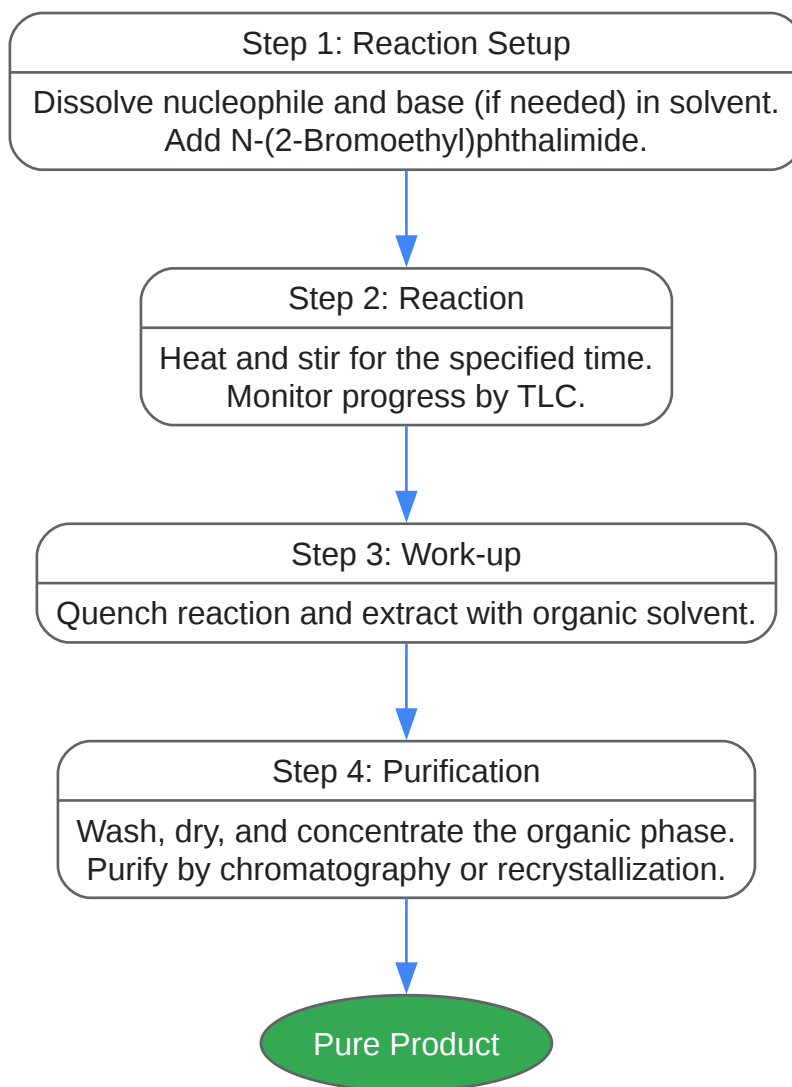 Step 1: Reaction Setup
Dissolve nucleophile and base (if needed) in solvent.
Add N-(2-Bromoethyl)phthalimide.
Step 2: Reaction
Heat and stir for the specified time.
Monitor progress by TLC.
Step 3: Work-up
Quench reaction and extract with organic solvent.
Step 4: Purification
Wash, dry, and concentrate the organic phase.
Purify by chromatography or recrystallization.
Pure Product